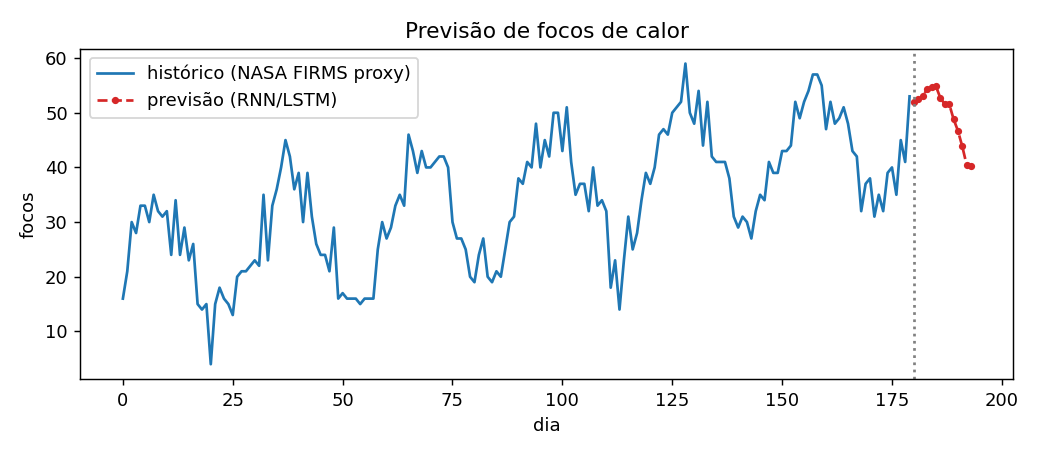 Previsão de focos de calor
histórico (NASA FIRMS proxy)
previsão (RNN/LSTM)
60
50
40
30
20
10
focos
0 25 50 75 100 125 150 175 200
dia